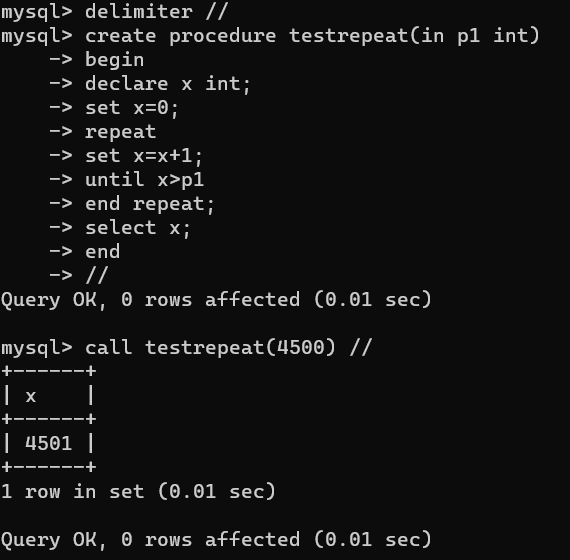 mysql> delimiter //
mysql> create procedure testrepeat(in p1 int)
    -> begin
    -> declare x int;
    -> set x=0;
    -> repeat
    -> set x=x+1;
    -> until x>p1
    -> end repeat;
    -> select x;
    -> end
    -> //
Query OK, 0 rows affected (0.01 sec)

mysql> call testrepeat(4500) //
+------+
| x    |
+------+
| 4501 |
+------+
1 row in set (0.01 sec)

Query OK, 0 rows affected (0.01 sec)